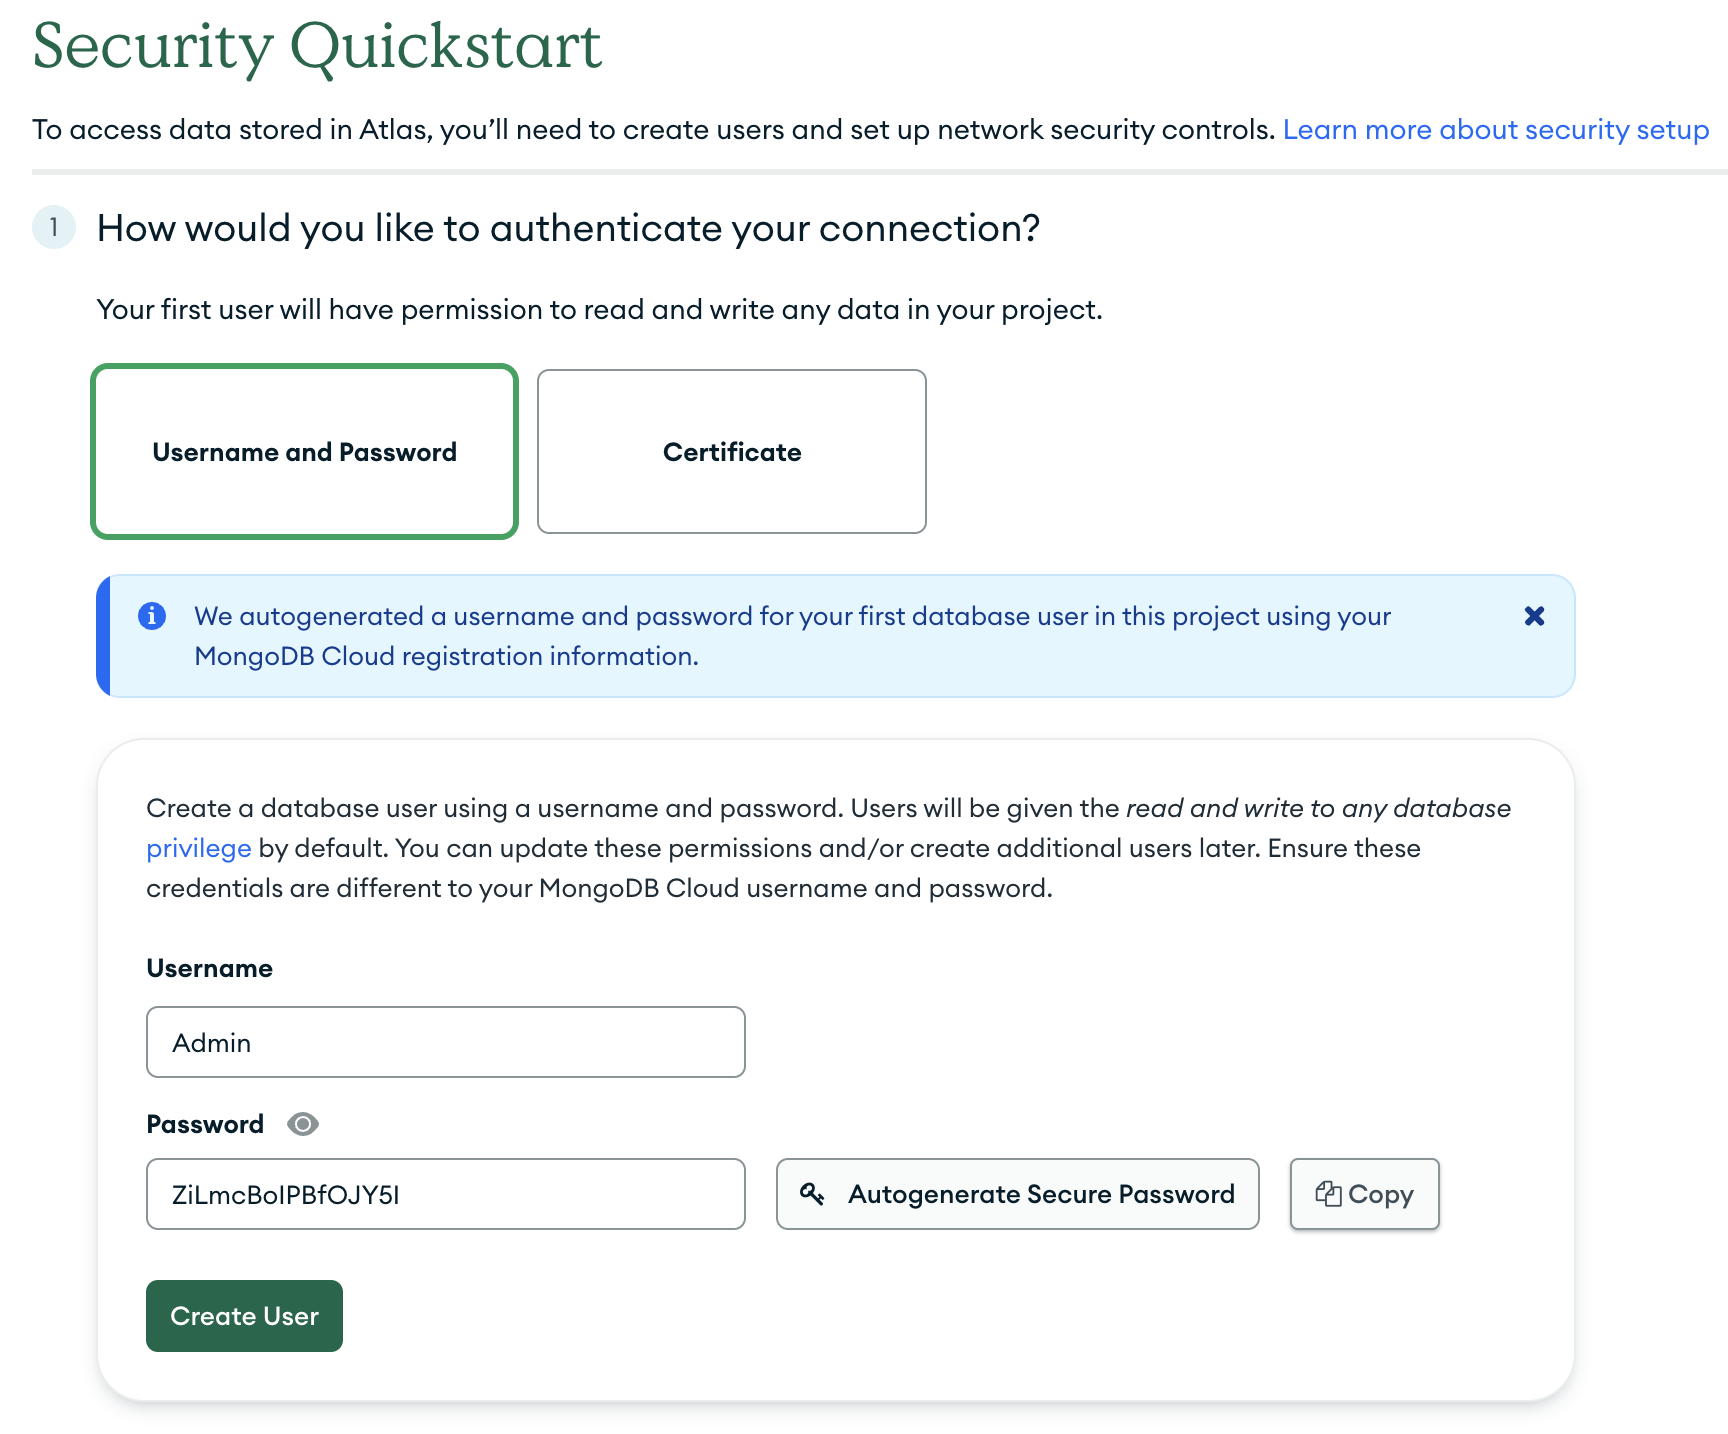 Security Quickstart
To access data stored in Atlas, you’ll need to create users and set up network security controls. Learn more about security setup
1 How would you like to authenticate your connection?
Your first user will have permission to read and write any data in your project.
Username and Password
Certificate
We autogenerated a username and password for your first database user in this project using your
MongoDB Cloud registration information.
Create a database user using a username and password. Users will be given the read and write to any database
privilege by default. You can update these permissions and/or create additional users later. Ensure these
credentials are different to your MongoDB Cloud username and password.
Username
Admin
Password
ZiLmcBoIPBfOJY5I
Autogenerate Secure Password
Copy
Create User